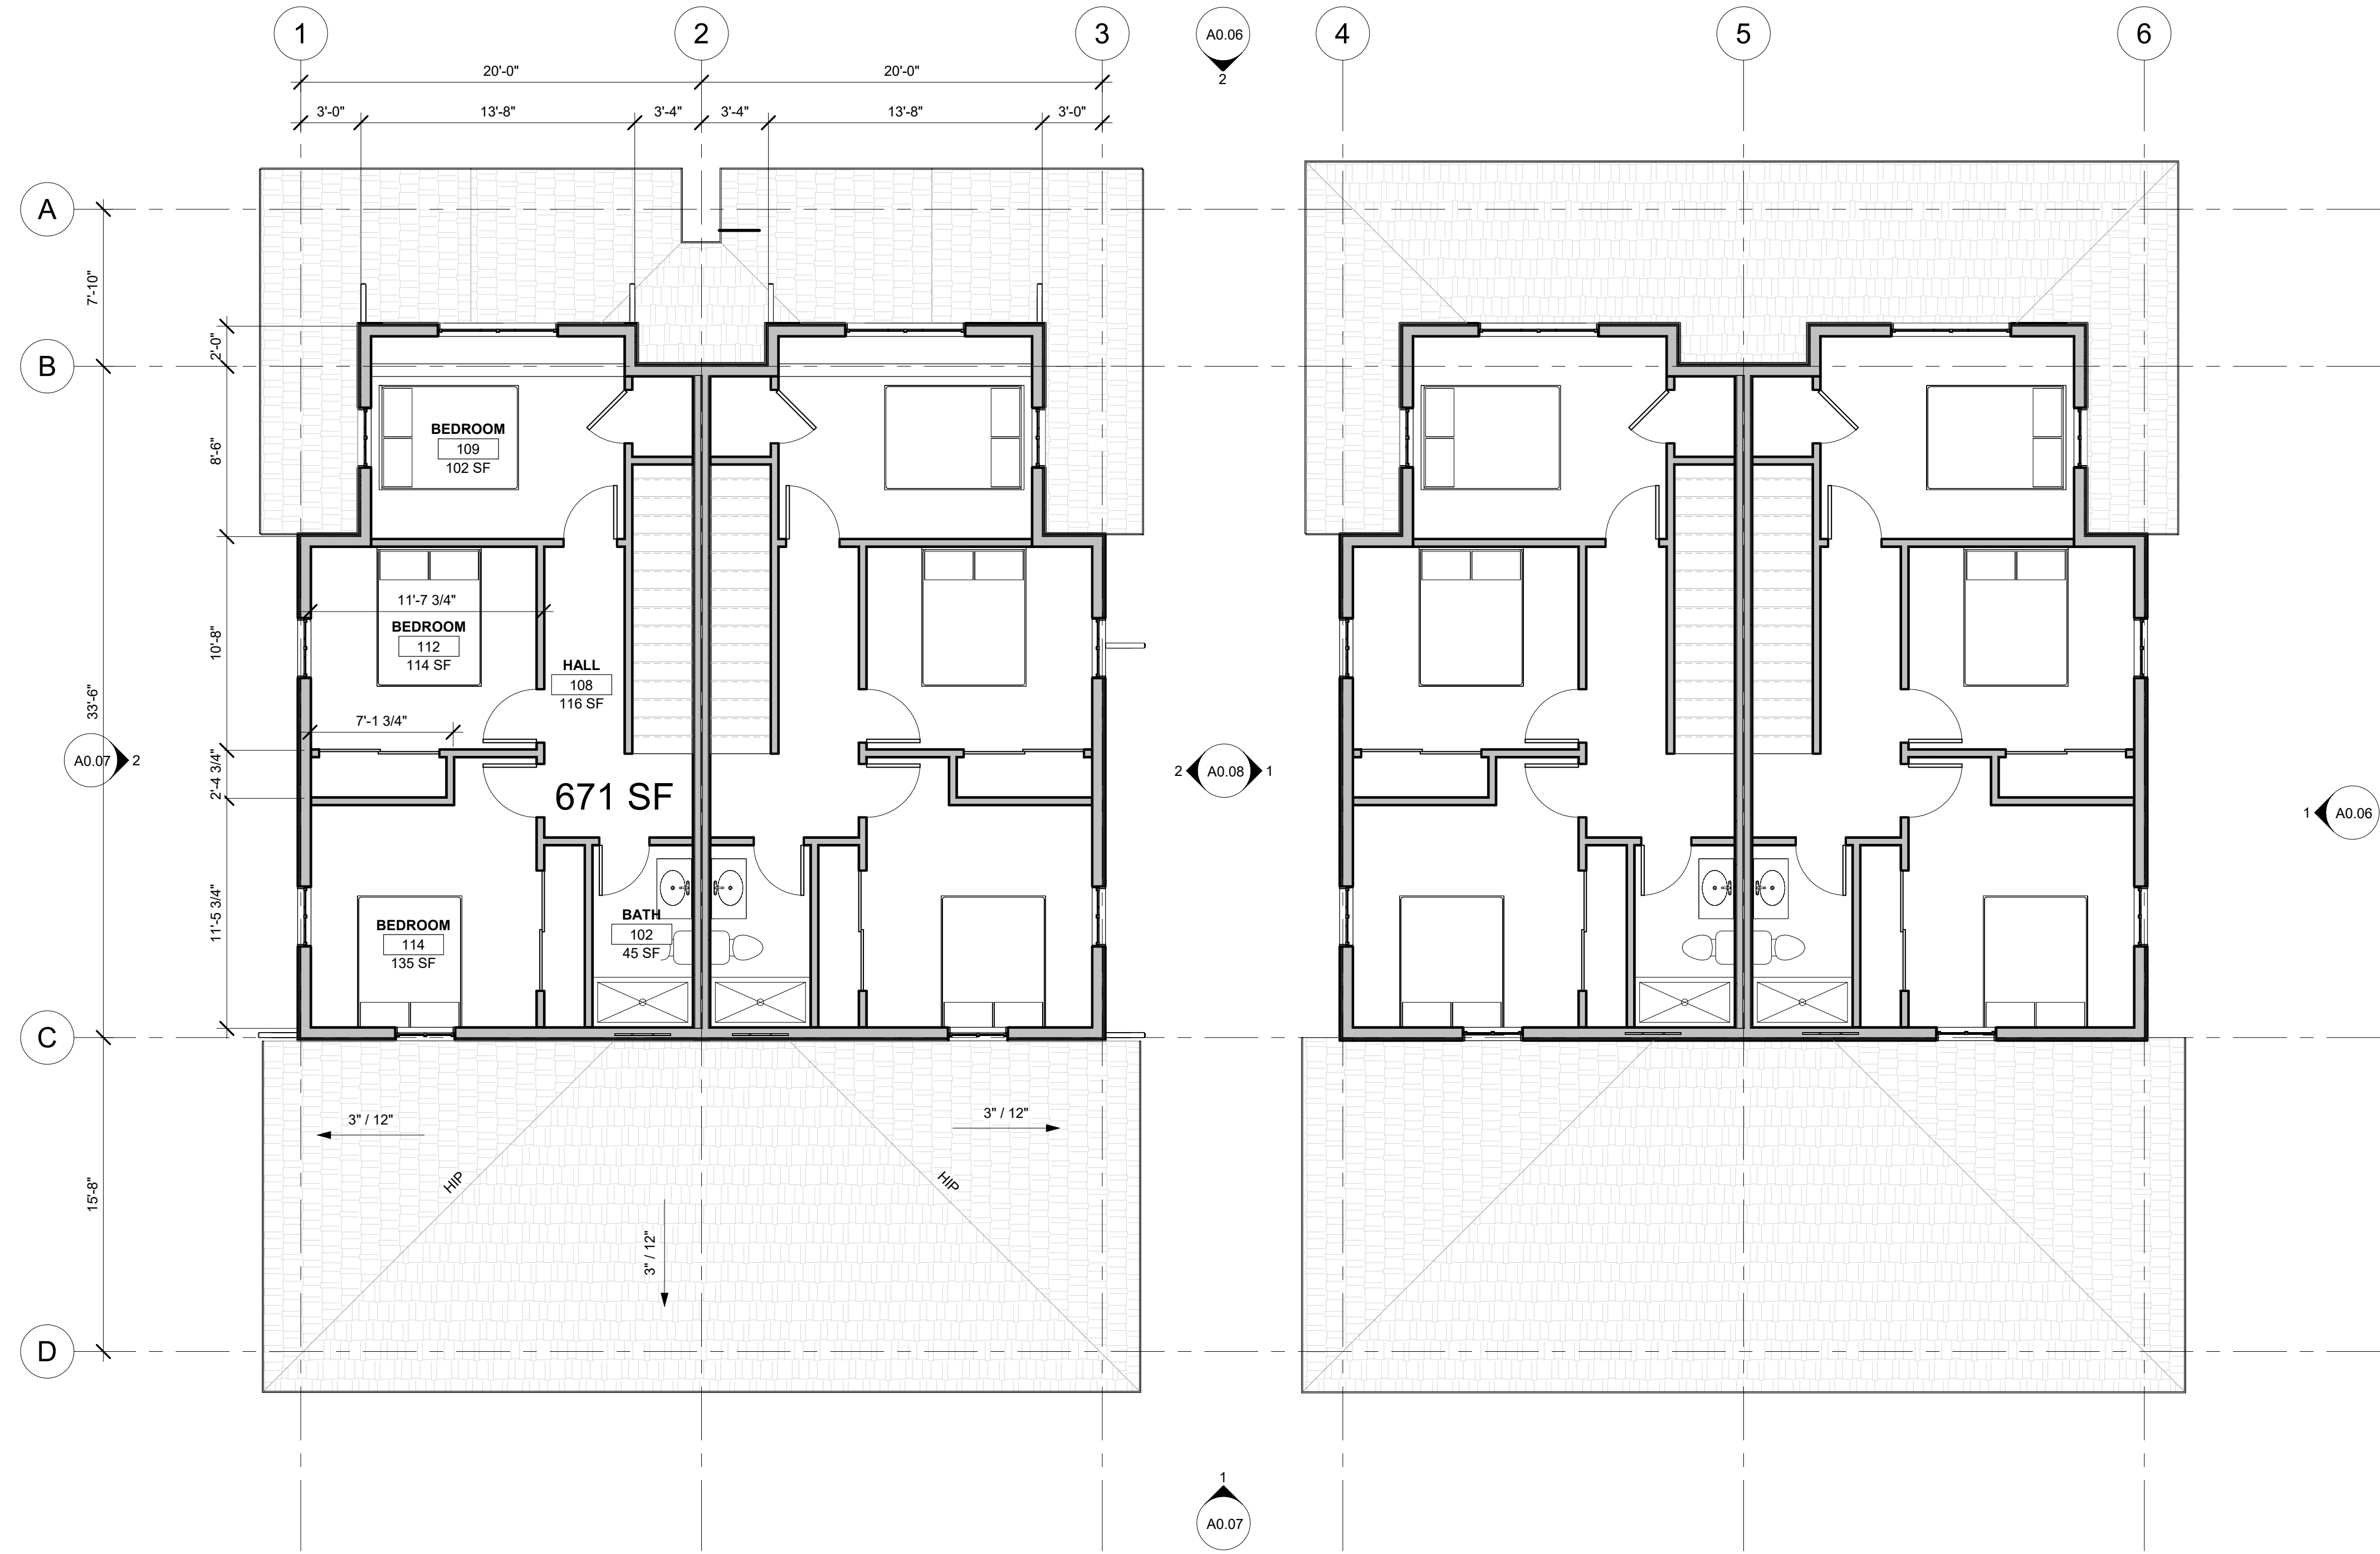 1
2
3
A0.06
2
4
5
6
20'-0"
20'-0"
3'-0"
13'-8"
3'-4"
3'-4"
13'-8"
3'-0"
A
7'-10"
2'-0"
B
BEDROOM
109
102 SF
8'-6"
11'-7 3/4"
BEDROOM
112
114 SF
10'-8"
HALL
108
116 SF
33'-6"
7'-1 3/4"
A0.07
2
2'-4 3/4"
671 SF
2
A0.08
1
1
A0.06
11'-5 3/4"
BEDROOM
114
135 SF
BATH
102
45 SF
C
3" / 12"
3" / 12"
HIP
HIP
15'-8"
3" / 12"
D
1
A0.07